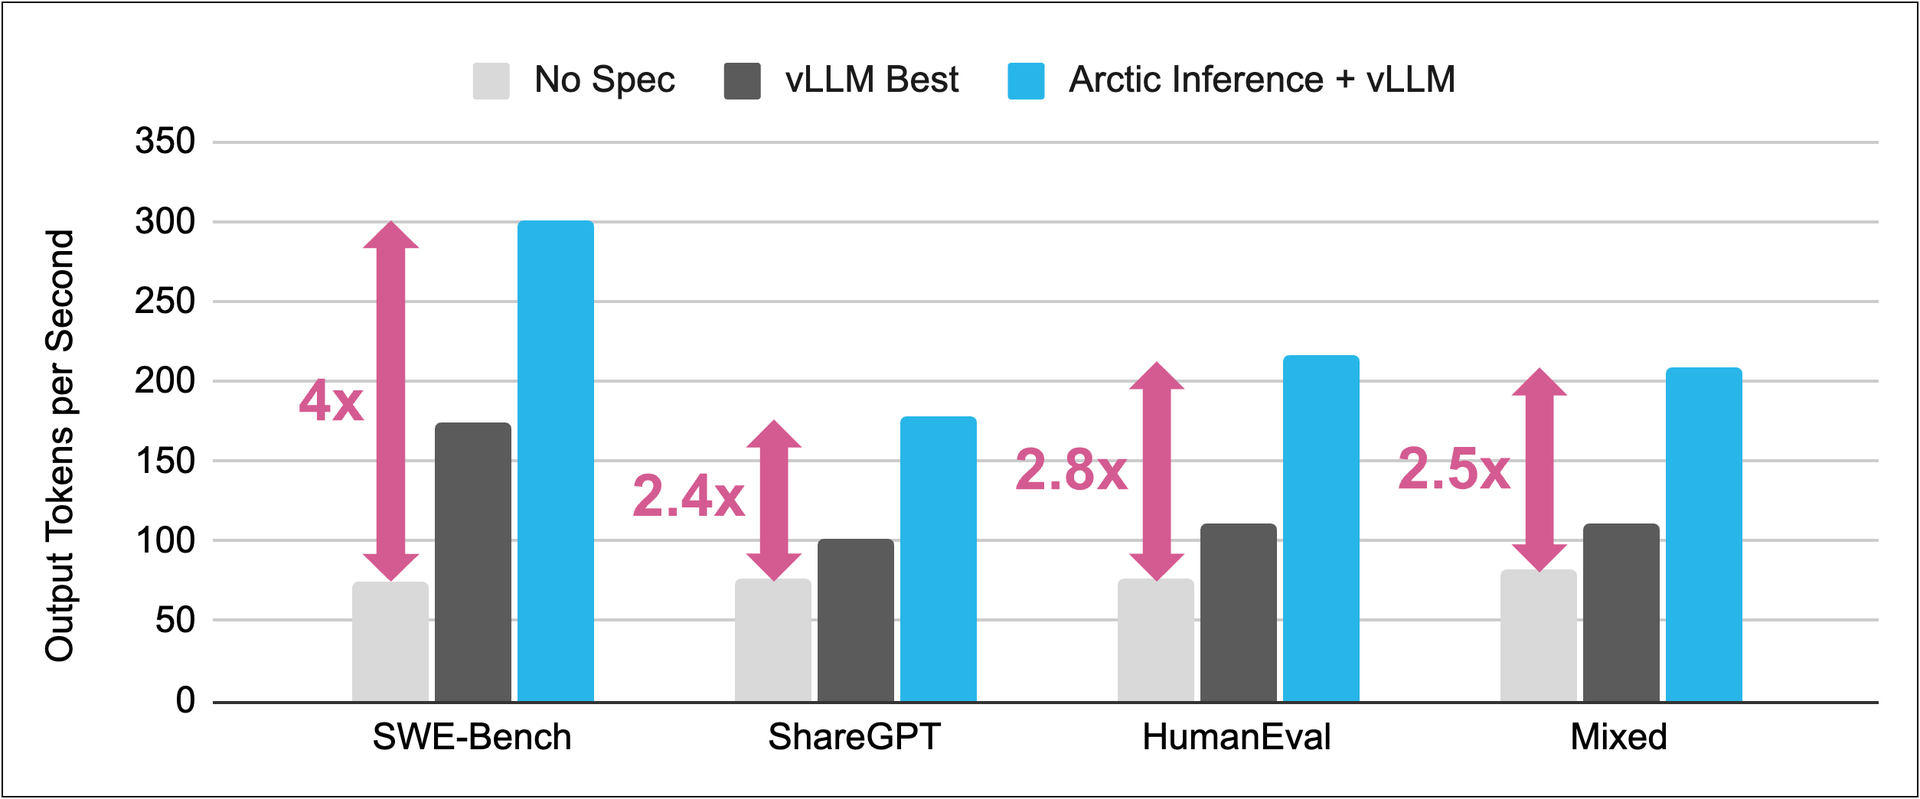 No Spec
vLLM Best
Arctic Inference + vLLM
Output Tokens per Second
350
300
250
200
150
100
50
0
4x
2.4x
2.8x
2.5x
SWE-Bench
ShareGPT
HumanEval
Mixed